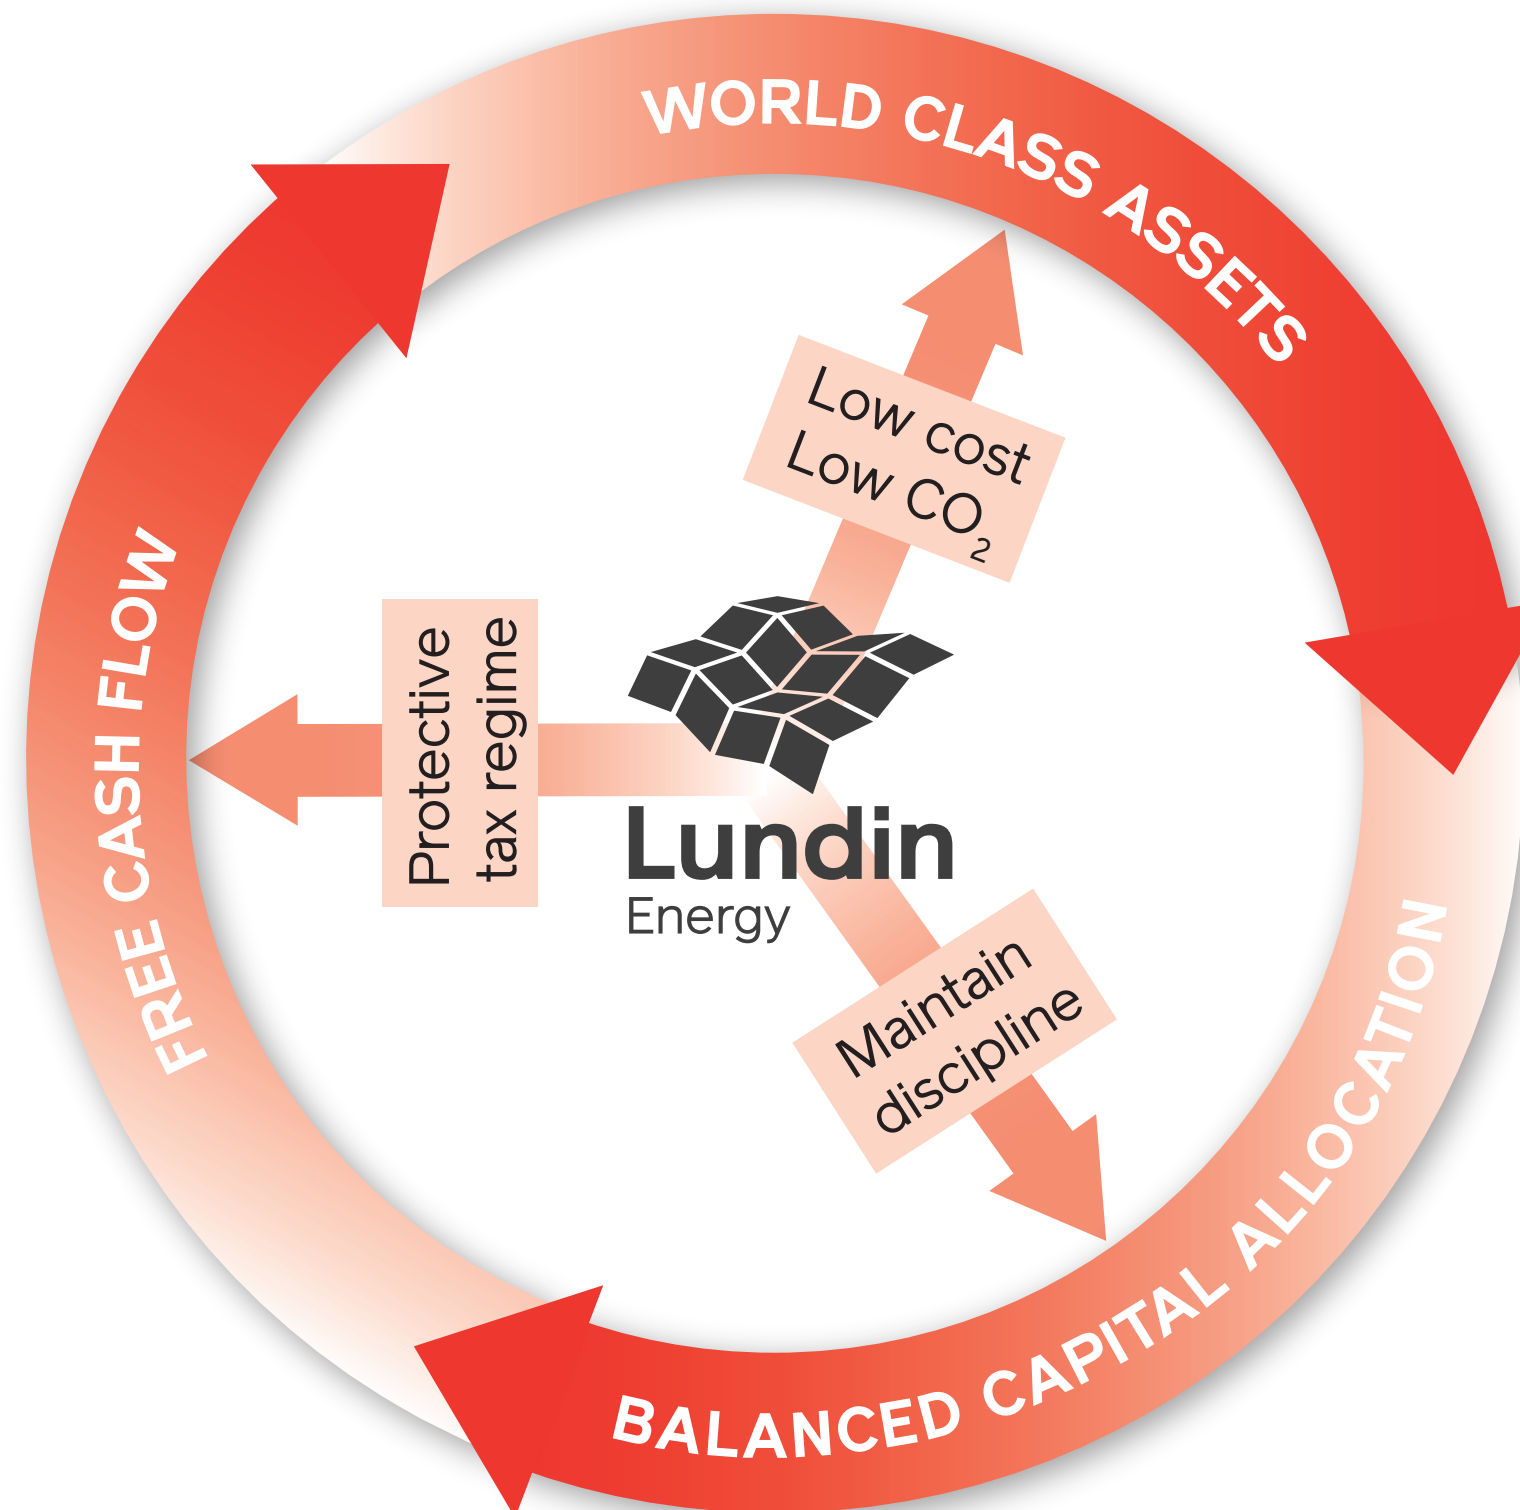 WORLD CLASS ASSETS
Low cost
Low CO₂
FREE CASH FLOW
Protective
tax regime
Lundin
Energy
Maintain
discipline
BALANCED CAPITAL ALLOCATION